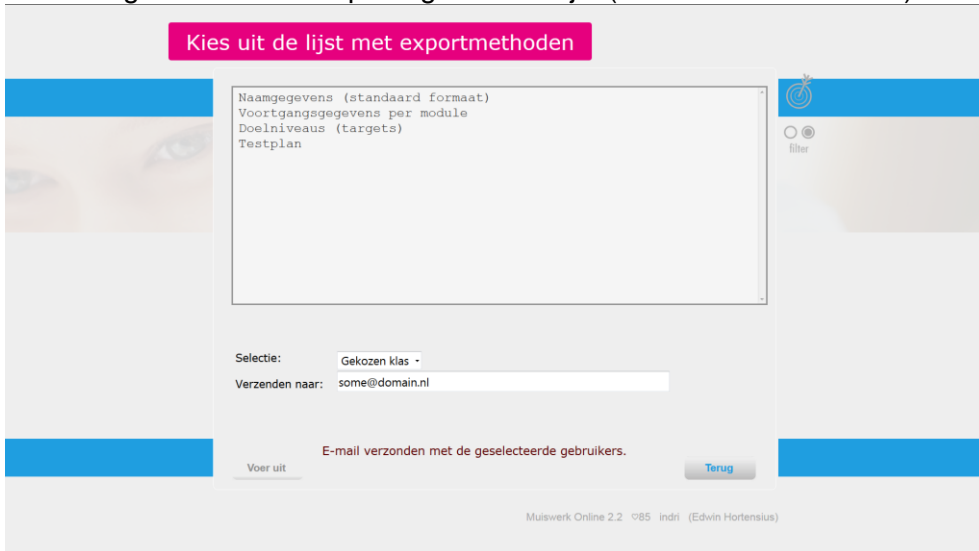 Kies uit de lijst met exportmethoden
Naamgegevens (standaard formaat)
Voortgangsgegevens per module
Doelniveaus (targets)
Testplan
filter
Selectie: Gekozen klas
Verzenden naar: some@domain.nl
E-mail verzonden met de geselecteerde gebruikers.
Voer uit Terug
Muiswerk Online 2.2 ♡85 indri (Edwin Hortensius)